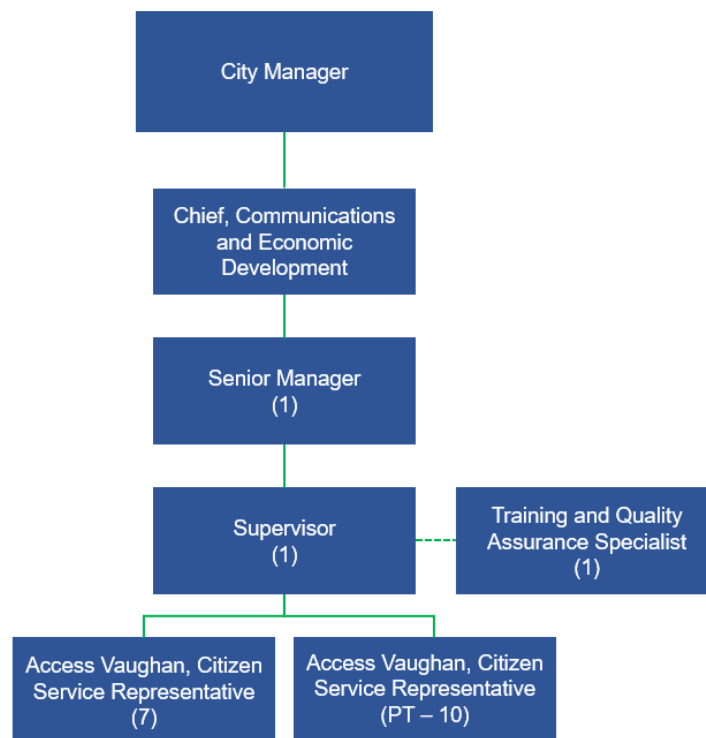 City Manager
Chief, Communications
and Economic
Development
Senior Manager
(1)
Supervisor
(1)
Training and Quality
Assurance Specialist
(1)
Access Vaughan, Citizen
Service Representative
(7)
Access Vaughan, Citizen
Service Representative
(PT – 10)